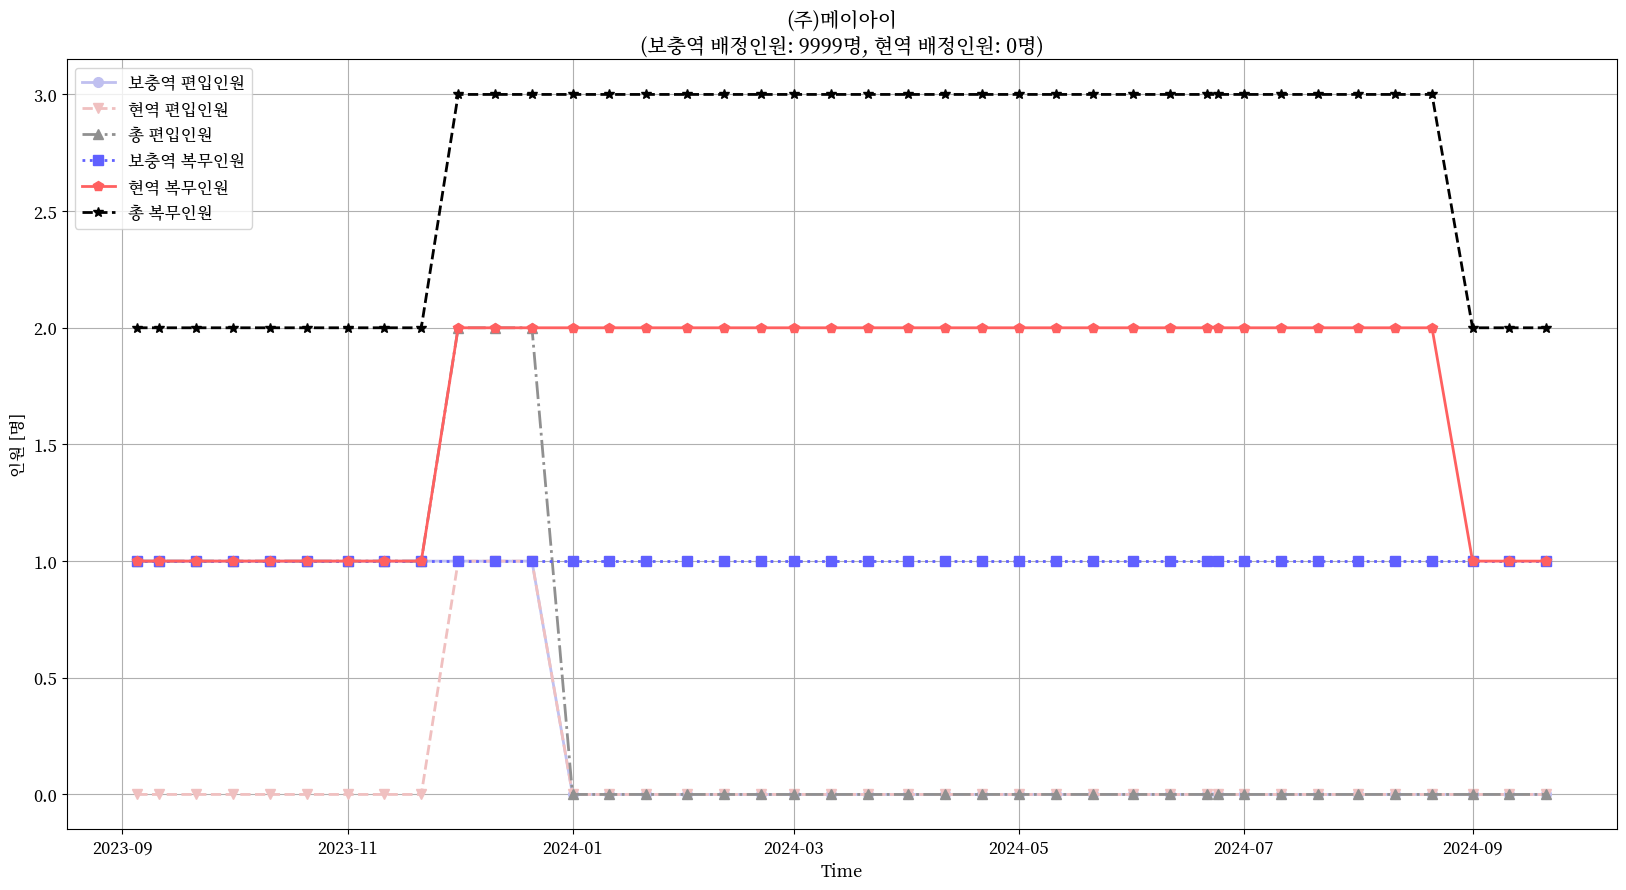 (주)메이아이
(보충역 배정인원: 9999명, 현역 배정인원: 0명)
보충역 편입인원
현역 편입인원
총 편입인원
보충역 복무인원
현역 복무인원
총 복무인원
3.0
2.5
2.0
1.5
1.0
0.5
0.0
인원 [명]
2023-09
2023-11
2024-01
2024-03
2024-05
2024-07
2024-09
Time